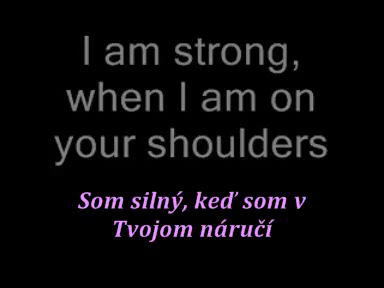 I am strong,
when I am on
your shoulders
Som silný, keď som v
Tvojom náručí